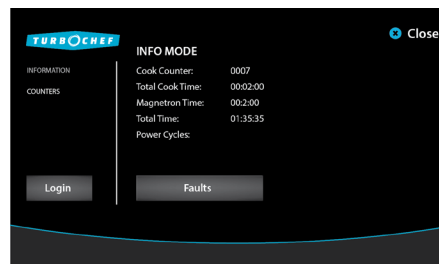 TURBOCHEF
Close
INFO MODE
INFORMATION
COUNTERS
Cook Counter: 0007
Total Cook Time: 00:02:00
Magnetron Time: 00:2:00
Total Time: 01:35:35
Power Cycles:
Login
Faults